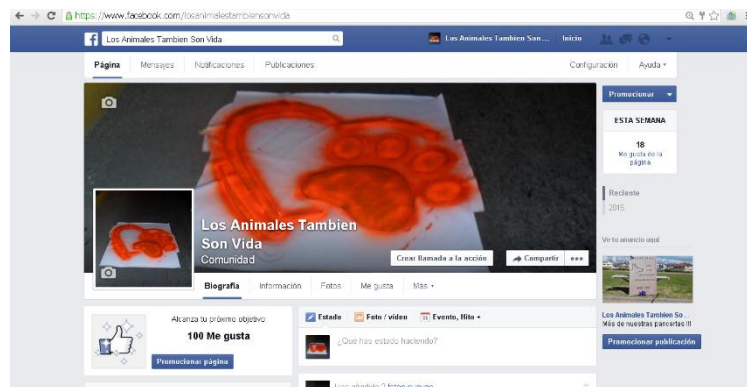 https://www.facebook.com/losanimalestambiensonvida
Los Animales Tambien Son Vida
Los Animales Tambien Son... Inicio
Página Mensajes Notificaciones Publicaciones Configuración Ayuda
Promocionar
ESTA SEMANA
18
Me gusta de la
página
Reciente
2015
Los Animales Tambien
Son Vida
Comunidad
Crear llamada a la acción Compartir
Biografía Información Fotos Me gusta Más
Ve tu anuncio aquí
Los Animales Tambien So...
Más de nuestras pancartas !!!
Promocionar publicación
Alcanza tu próximo objetivo
100 Me gusta
Promocionar página
Estado Foto / vídeo Evento, Hito +
¿Qué has estado haciendo?